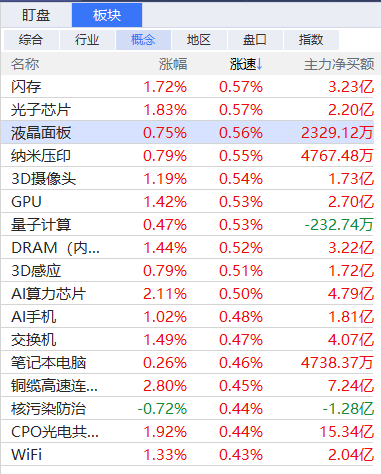 盯盘 板块
综合 行业 概念 地区 盘口 指数
名称 涨幅 涨速↓ 主力净买额
闪存 1.72% 0.57% 3.23亿
光子芯片 1.83% 0.57% 2.20亿
液晶面板 0.75% 0.56% 2329.12万
纳米压印 0.79% 0.55% 4767.48万
3D摄像头 1.19% 0.54% 1.73亿
GPU 1.42% 0.53% 2.70亿
量子计算 0.47% 0.53% -232.74万
DRAM（内... 1.44% 0.52% 3.22亿
3D感应 0.79% 0.51% 1.72亿
AI算力芯片 2.11% 0.50% 4.79亿
AI手机 1.02% 0.48% 1.81亿
交换机 1.49% 0.47% 4.07亿
笔记本电脑 0.26% 0.46% 4738.37万
铜缆高速连... 2.80% 0.45% 7.24亿
核污染防治 -0.72% 0.44% -1.28亿
CPO光电共... 1.92% 0.44% 15.34亿
WiFi 1.33% 0.43% 2.04亿